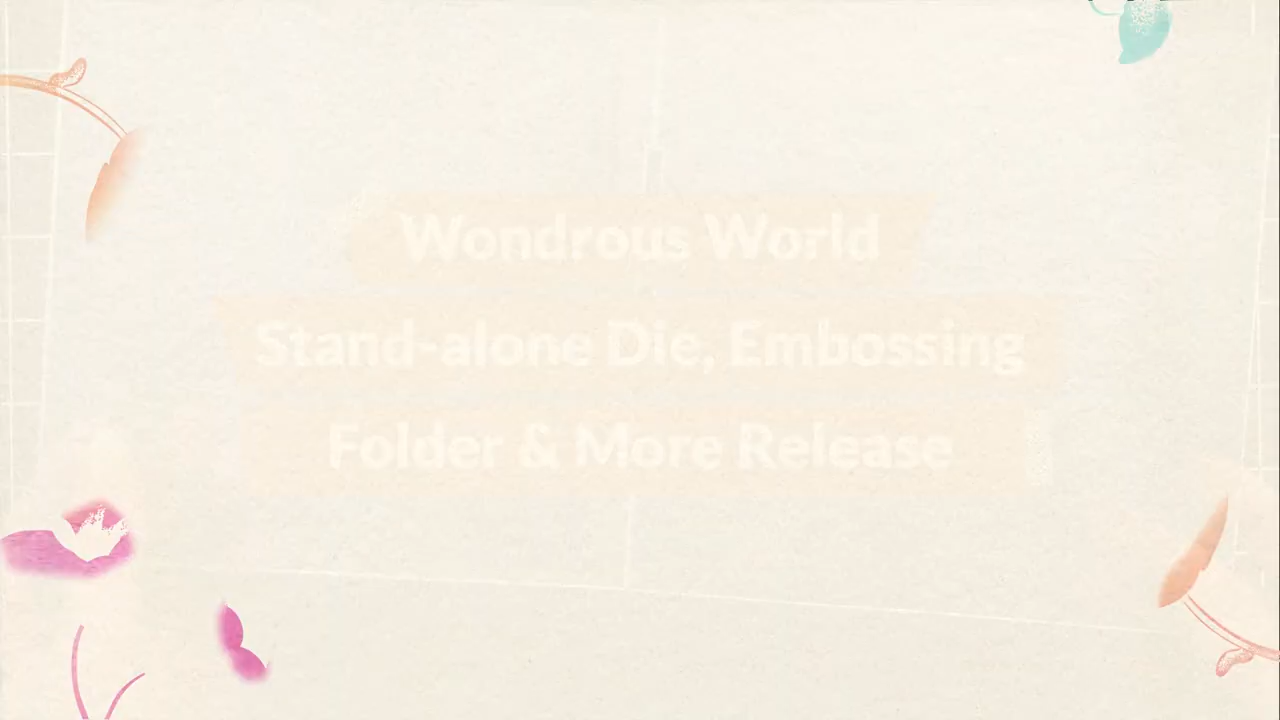 Wondrous World
Stand-alone Die, Embossing
Folder & More Release